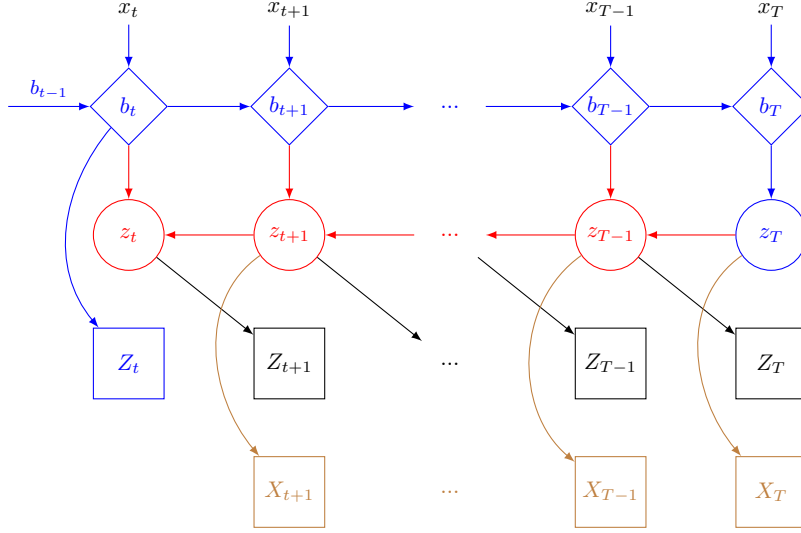 x_t x_{t+1} x_{T−1} x_T
b_{t−1}
b_t b_{t+1} ... b_{T−1} b_T
z_t z_{t+1} ... z_{T−1} z_T
Z_t Z_{t+1} ... Z_{T−1} Z_T
X_{t+1} ... X_{T−1} X_T